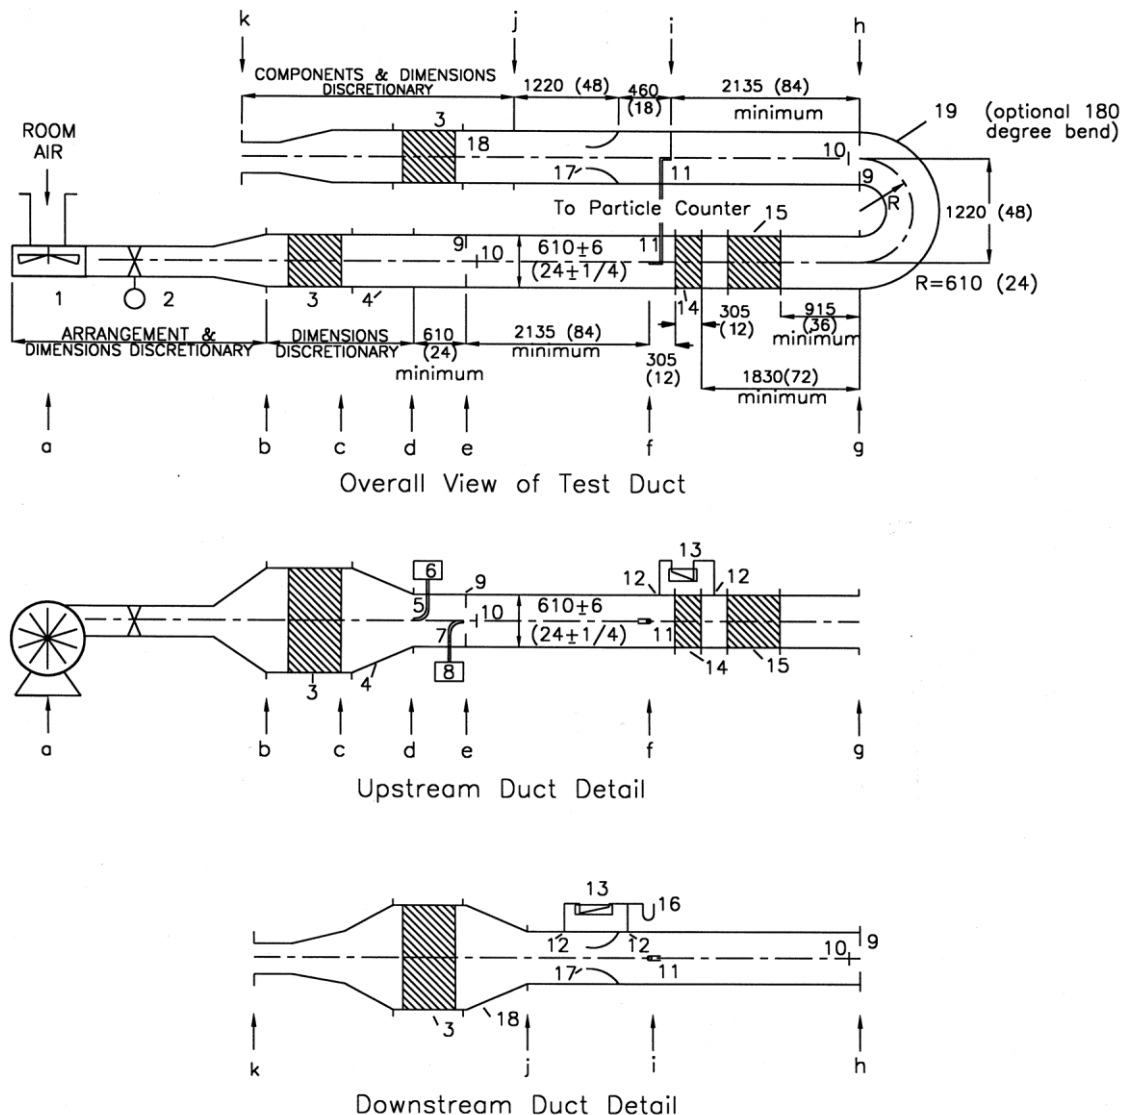 k
j
i
h
COMPONENTS & DIMENSIONS
DISCRETIONARY
1220 (48)
460
(18)
2135 (84)
minimum
19 (optional 180
degree bend)
ROOM
AIR
3
18
10
17
11
9
R
To Particle Counter
15
1220 (48)
9
10
610±6
(24±1/4)
11
R=610 (24)
1
2
3
4
14
305
(12)
915
(36)
minimum
ARRANGEMENT &
DIMENSIONS DISCRETIONARY
DIMENSIONS
DISCRETIONARY
610
(24)
minimum
2135 (84)
minimum
305
(12)
1830(72)
minimum
a
b
c
d
e
f
g
Overall View of Test Duct
6
9
13
12
12
5
10
610±6
(24±1/4)
7
11
8
3
4
14
15
a
b
c
d
e
f
g
Upstream Duct Detail
13
16
12
12
9
10
17
11
3
18
k
j
i
h
Downstream Duct Detail